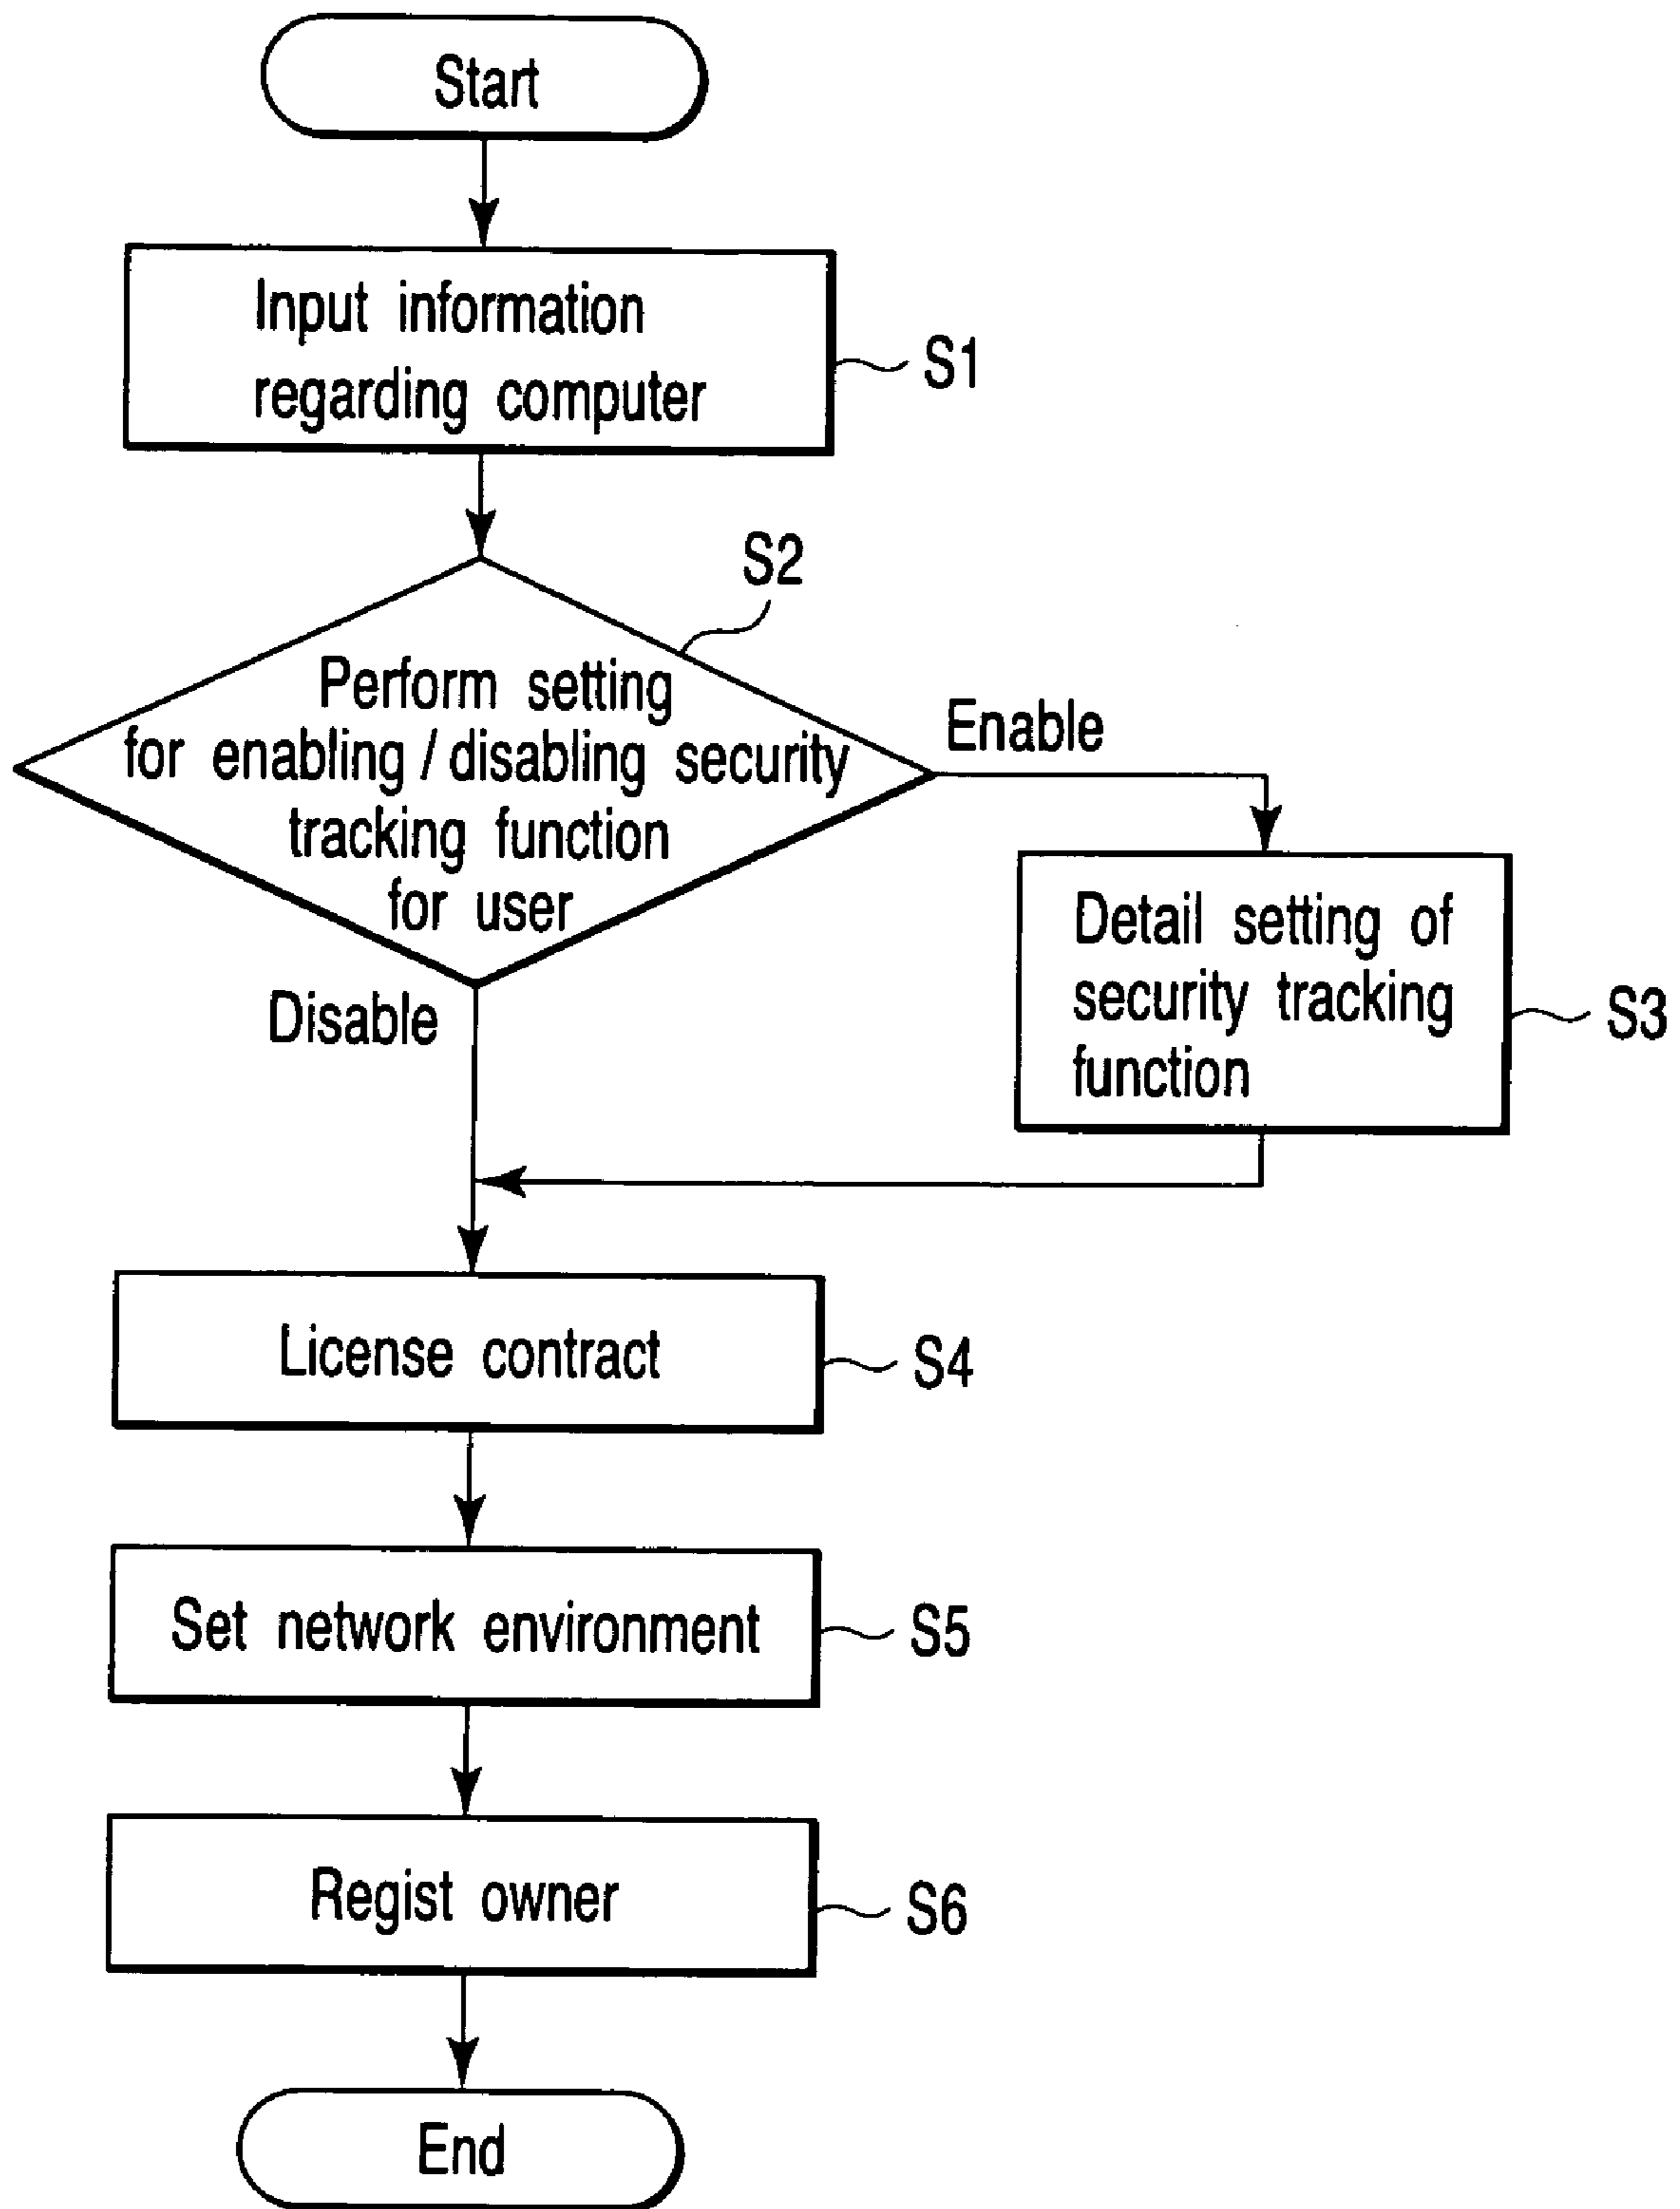 Start
Input information
regarding computer
S1
S2
Perform setting
for enabling / disabling security
tracking function
for user
Enable
Disable
Detail setting of
security tracking
function
S3
License contract
S4
Set network environment
S5
Regist owner
S6
End